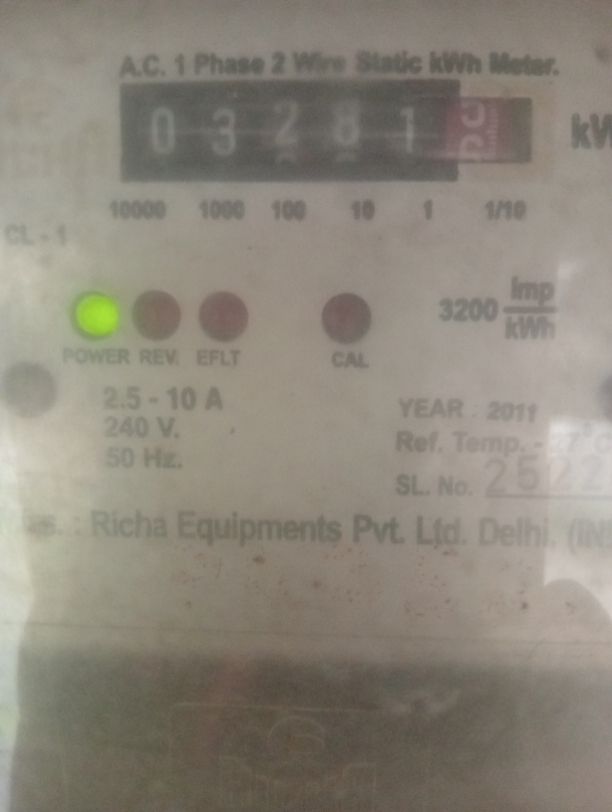 A.C. 1 Phase 2 Wire Static kWh Meter.
0 3 2 8 1
10000 1000 100 10 1 1/10
CL - 1
3200 Imp
kWh
POWER REV. EFLT CAL
2.5 - 10 A
240 V.
50 Hz.
YEAR : 2011
Ref. Temp. - 27°C
SL. No. 2522
Richa Equipments Pvt. Ltd. Delhi.